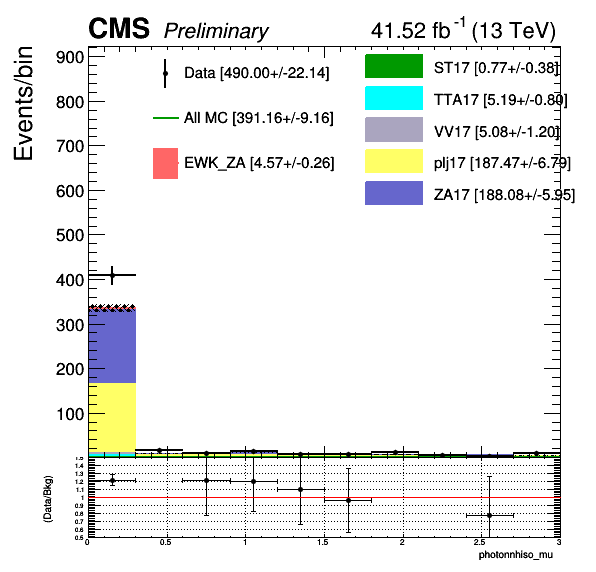 CMS Preliminary 41.52 fb⁻¹ (13 TeV)
Events/bin
900
800
700
600
500
400
300
200
100
Data [490.00+/-22.14]
All MC [391.16+/-9.16]
EWK_ZA [4.57+/-0.26]
ST17 [0.77+/-0.38]
TTA17 [5.19+/-0.80]
VV17 [5.08+/-1.20]
plj17 [187.47+/-6.79]
ZA17 [188.08+/-5.95]
(Data/Bkg)
1.5
1.4
1.3
1.2
1.1
1
0.9
0.8
0.7
0.6
0.5
0 0.5 1 1.5 2 2.5 3
photonnhiso_mu